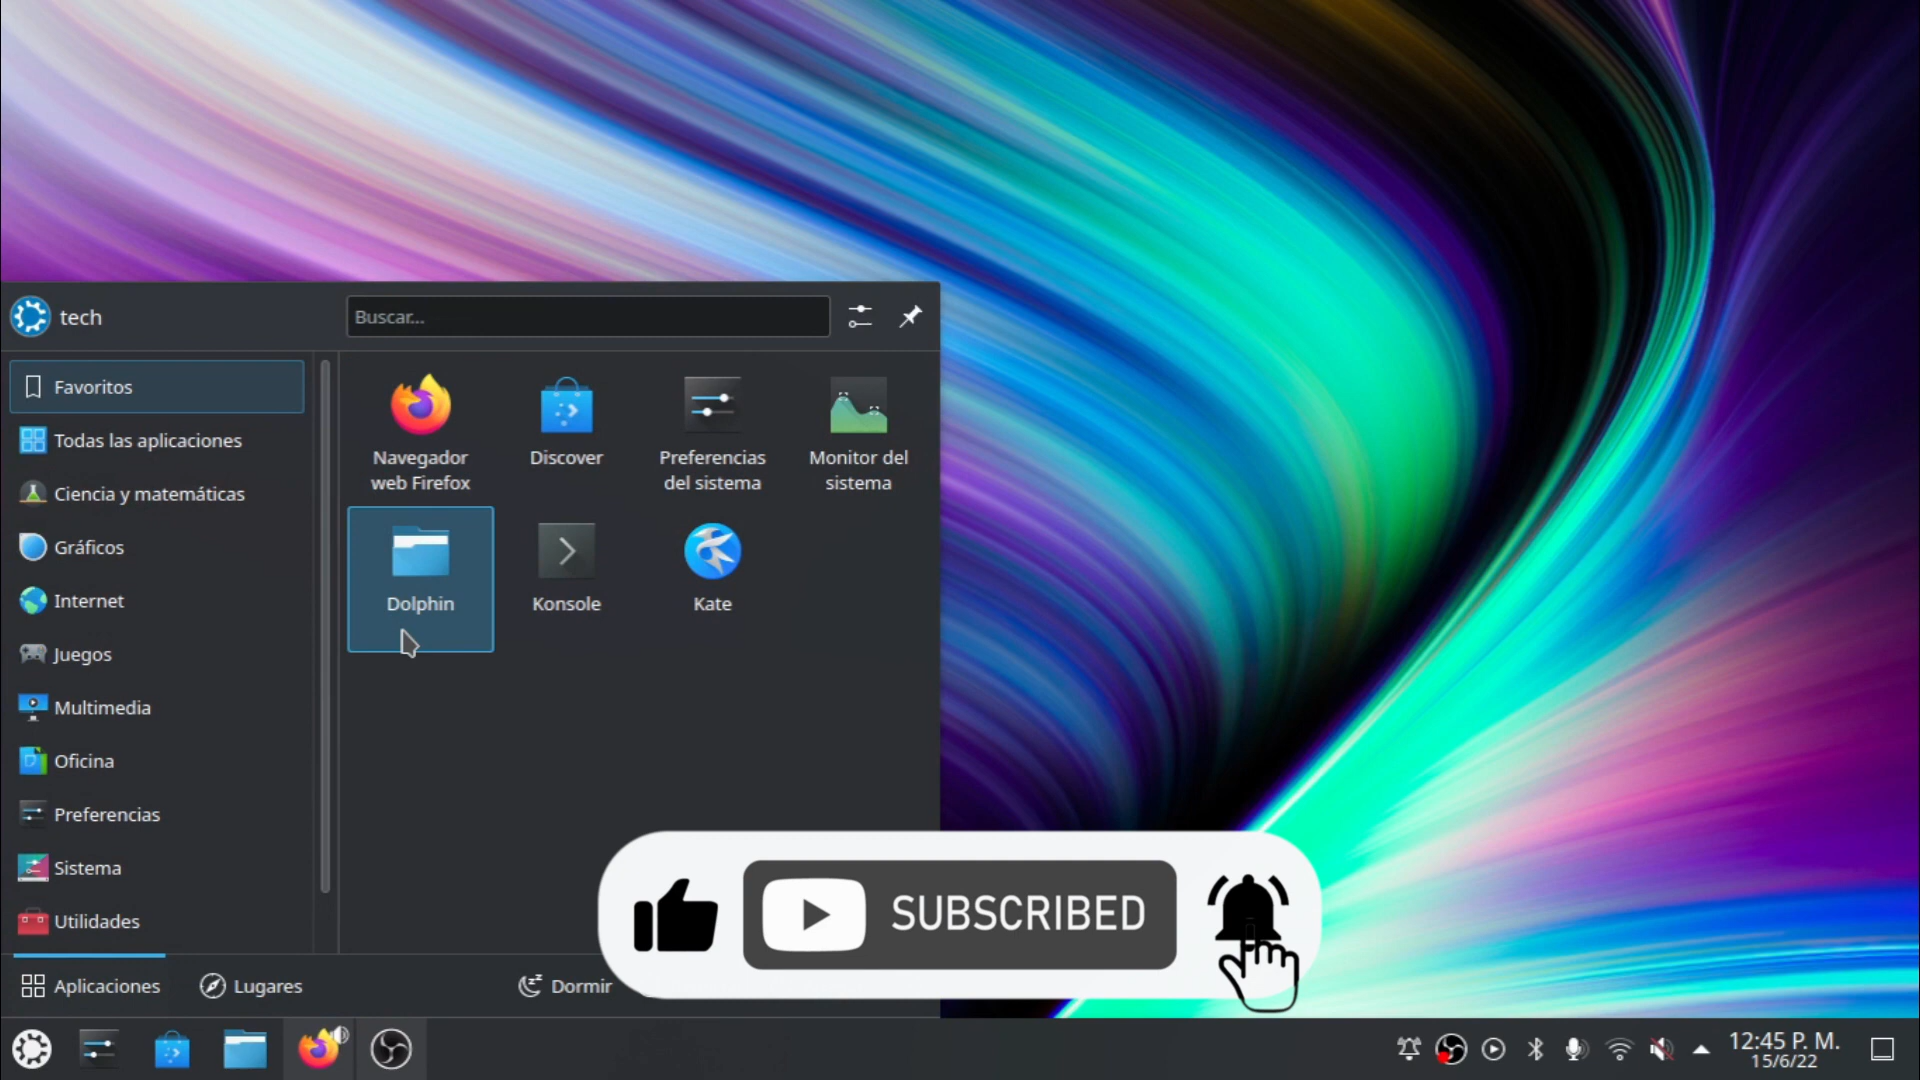 tech
Buscar...
Favoritos
Todas las aplicaciones
Ciencia y matemáticas
Gráficos
Internet
Juegos
Multimedia
Oficina
Preferencias
Sistema
Utilidades
Navegador
web Firefox
Discover
Preferencias
del sistema
Monitor del
sistema
Dolphin
Konsole
Kate
SUBSCRIBED
Aplicaciones
Lugares
Dormir
12:45 P. M.
15/6/22